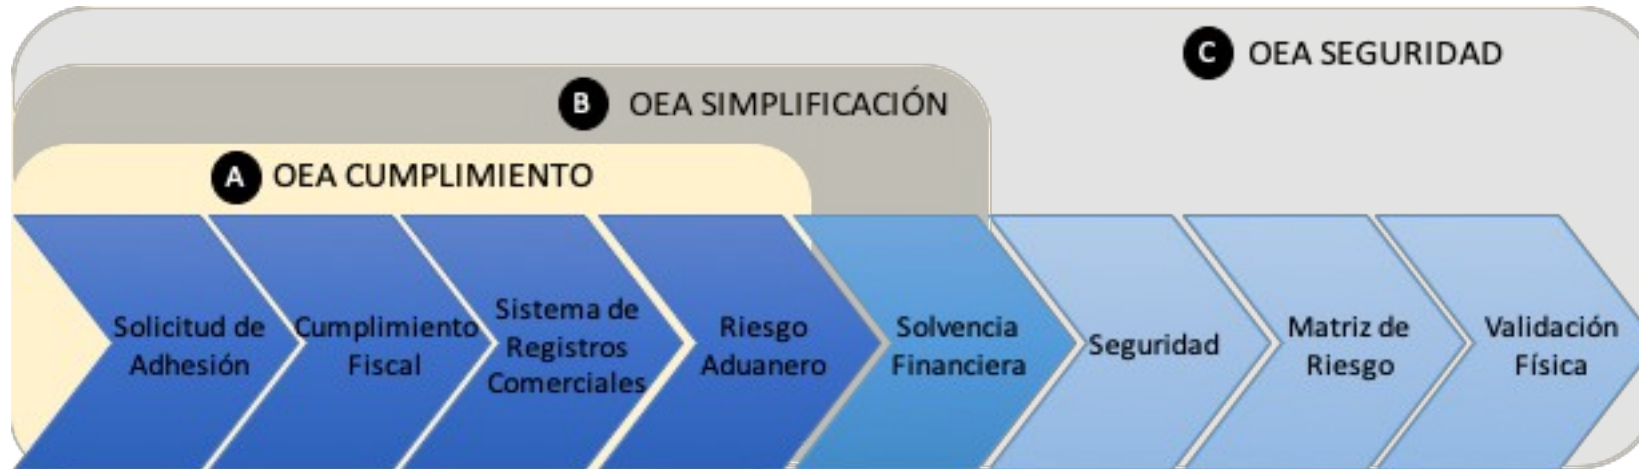 C OEA SEGURIDAD
B OEA SIMPLIFICACIÓN
A OEA CUMPLIMIENTO
Solicitud de
Adhesión
Cumplimiento
Fiscal
Sistema de
Registros
Comerciales
Riesgo
Aduanero
Solvencia
Financiera
Seguridad
Matriz de
Riesgo
Validación
Física